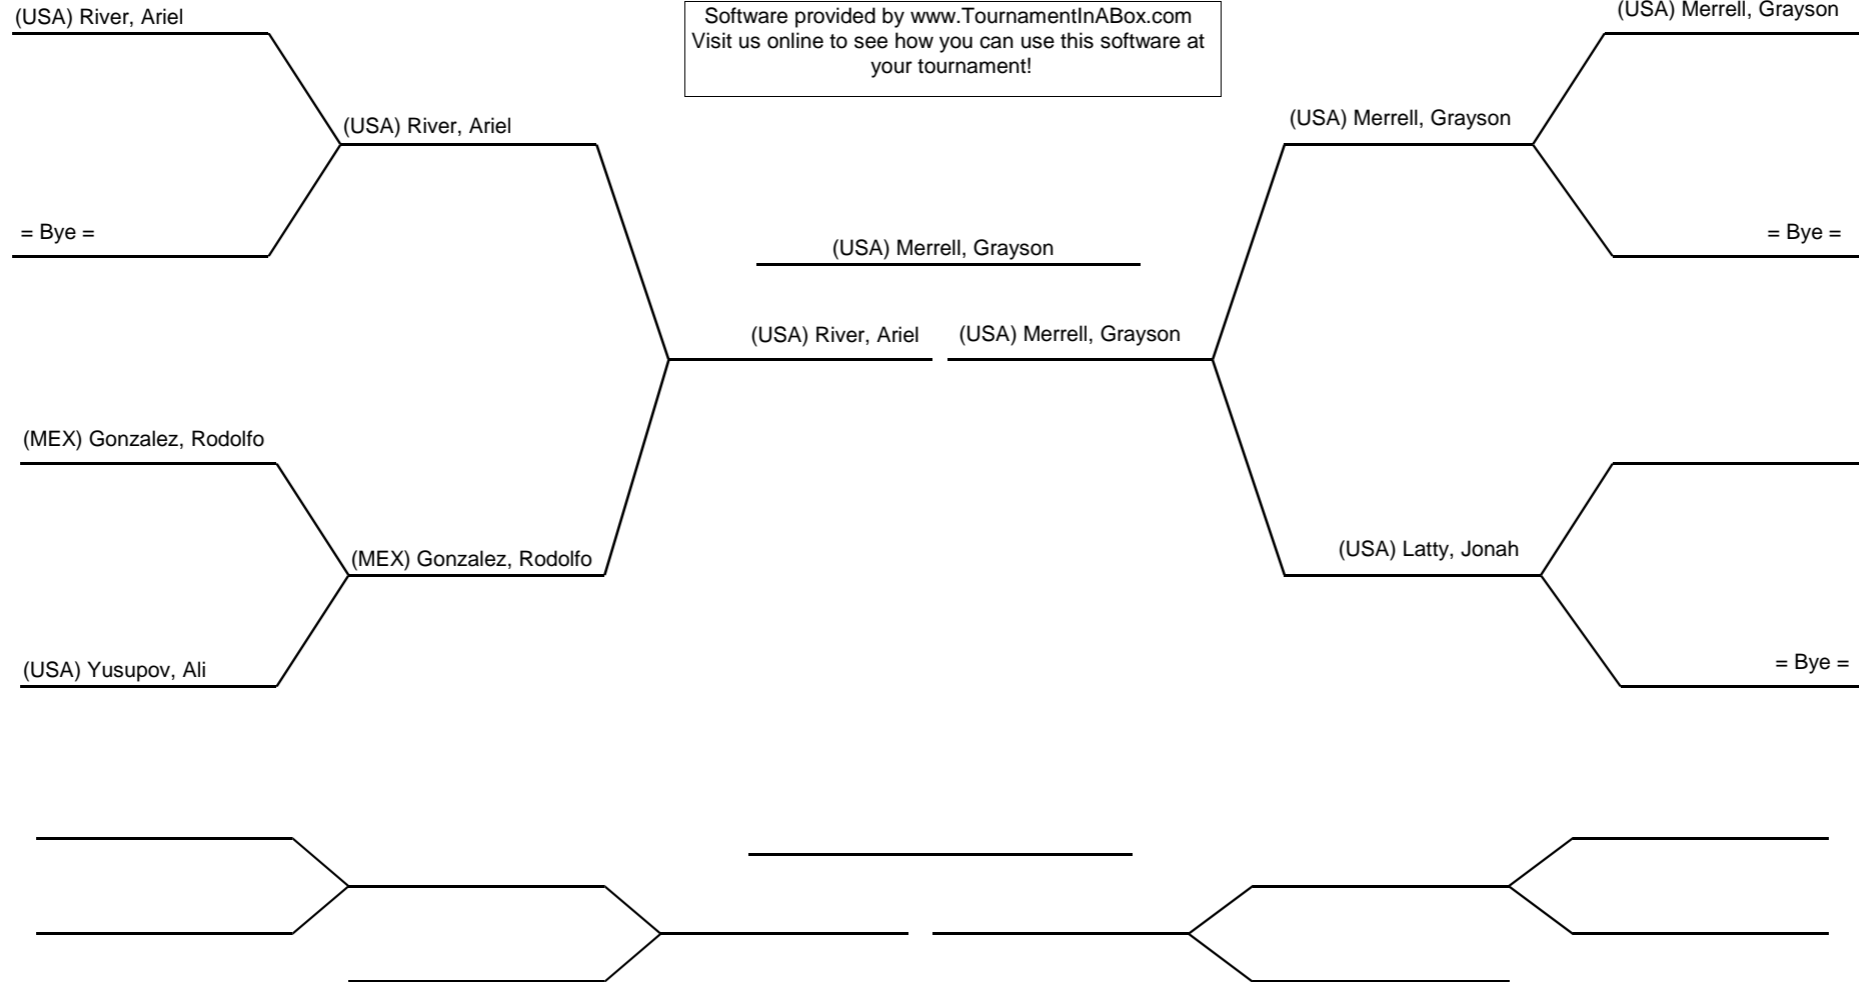 (USA) River, Ariel
Software provided by www.TournamentInABox.com
Visit us online to see how you can use this software at
your tournament!
(USA) Merrell, Grayson
(USA) River, Ariel
(USA) Merrell, Grayson
= Bye =
(USA) Merrell, Grayson
= Bye =
(USA) River, Ariel
(USA) Merrell, Grayson
(MEX) Gonzalez, Rodolfo
(MEX) Gonzalez, Rodolfo
(USA) Latty, Jonah
(USA) Yusupov, Ali
= Bye =